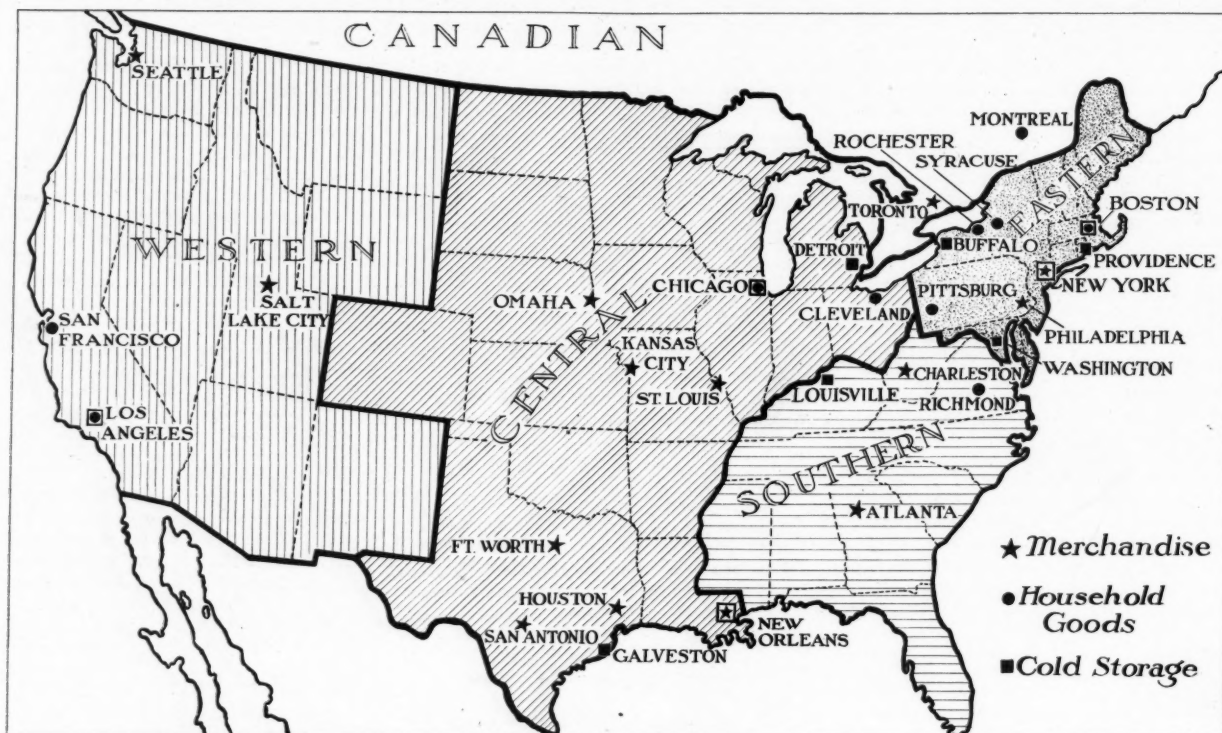 CANADIAN
SEATTLE
MONTREAL
ROCHESTER
SYRACUSE
EASTERN
TORONTO
BOSTON
WESTERN
DETROIT
BUFFALO
PROVIDENCE
SALT
LAKE CITY
OMAHA
CHICAGO
CLEVELAND
PITTSBURG
NEW YORK
SAN
FRANCISCO
CENTRAL
KANSAS
CITY
PHILADELPHIA
WASHINGTON
ST. LOUIS
LOUISVILLE
CHARLESTON
RICHMOND
LOS
ANGELES
SOUTHERN
ATLANTA
FT. WORTH
HOUSTON
SAN ANTONIO
GALVESTON
NEW
ORLEANS
Merchandise
Household
Goods
Cold Storage